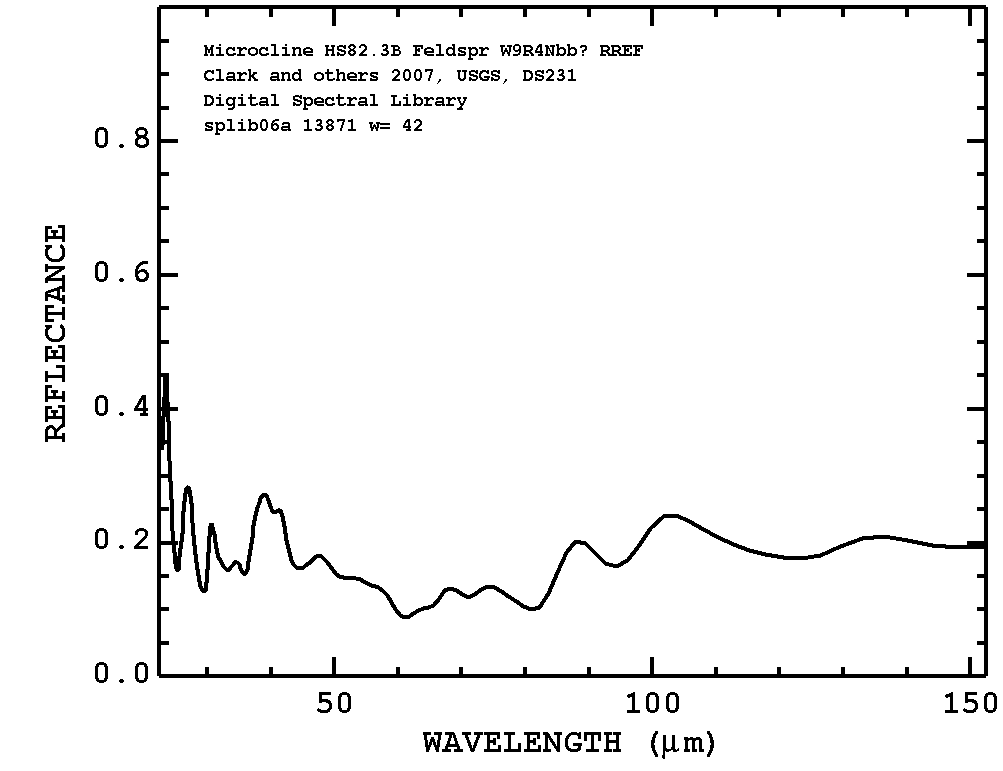 Microcline HS82.3B Feldspr W9R4Nbb? RREF
Clark and others 2007, USGS, DS231
Digital Spectral Library
splib06a 13871 w= 42
0.8
0.6
0.4
0.2
0.0
REFLECTANCE
50
100
150
WAVELENGTH (μm)